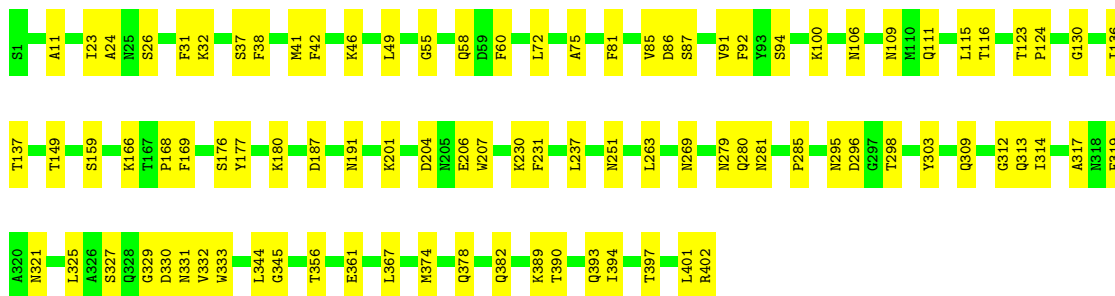 S1 A11 I23 A24 N25 S26 F31 K32 S37 F38 M41 F42 K46 L49 G55 Q58 D59 F60 L72 A75 F81 V85 D86 S87 V91 F92 Y93 S94 K100 N106 N109 M110 Q111 L115 T116 T123 P124 G130
T137 T149 S159 K166 T167 P168 F169 S176 Y177 K180 D187 N191 K201 D204 N205 E206 W207 K230 F231 L237 N251 L263 N269 N279 Q280 N281 P285 N295 D296 G297 T298 Y303 Q309 G312 Q313 I314 A317 N318
A320 N321 L325 A326 S327 Q328 G329 D330 N331 V332 W333 L344 G345 T356 E361 L367 M374 Q378 Q382 K389 T390 Q393 I394 T397 L401 R402